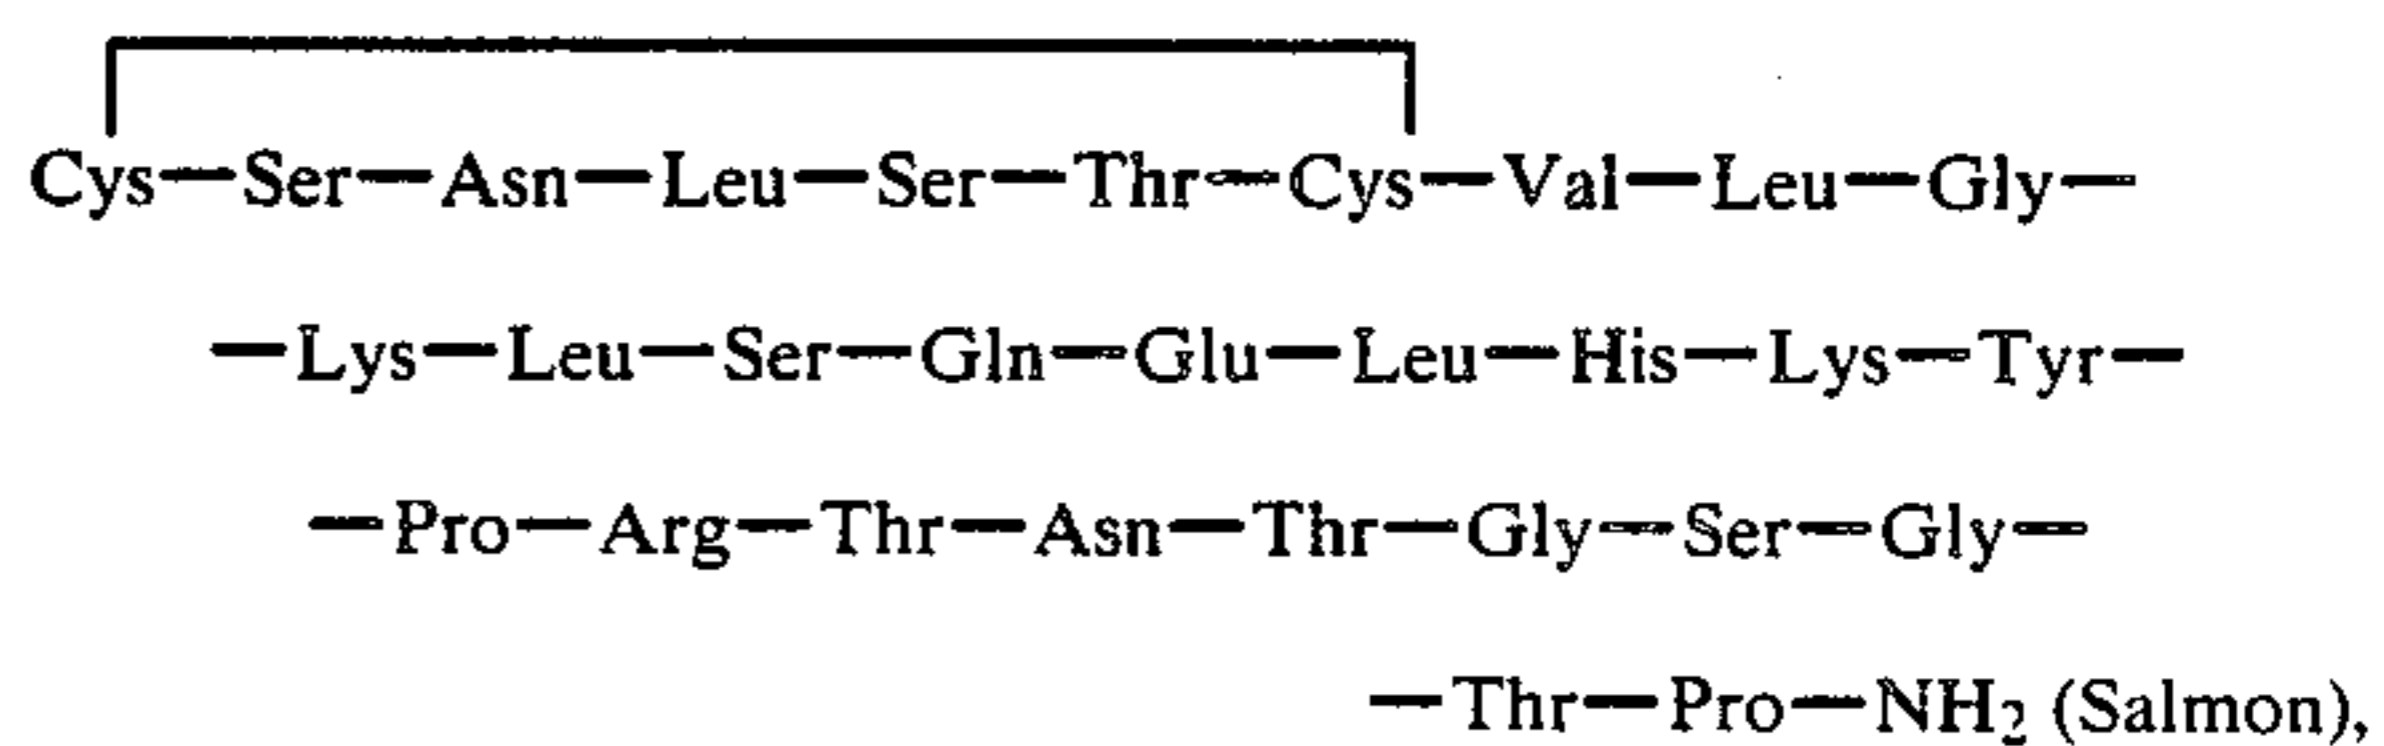 Cys—Ser—Asn—Leu—Ser—Thr—Cys—Val—Leu—Gly—
—Lys—Leu—Ser—Gln—Glu—Leu—His—Lys—Tyr—
—Pro—Arg—Thr—Asn—Thr—Gly—Ser—Gly—
—Thr—Pro—NH₂ (Salmon),